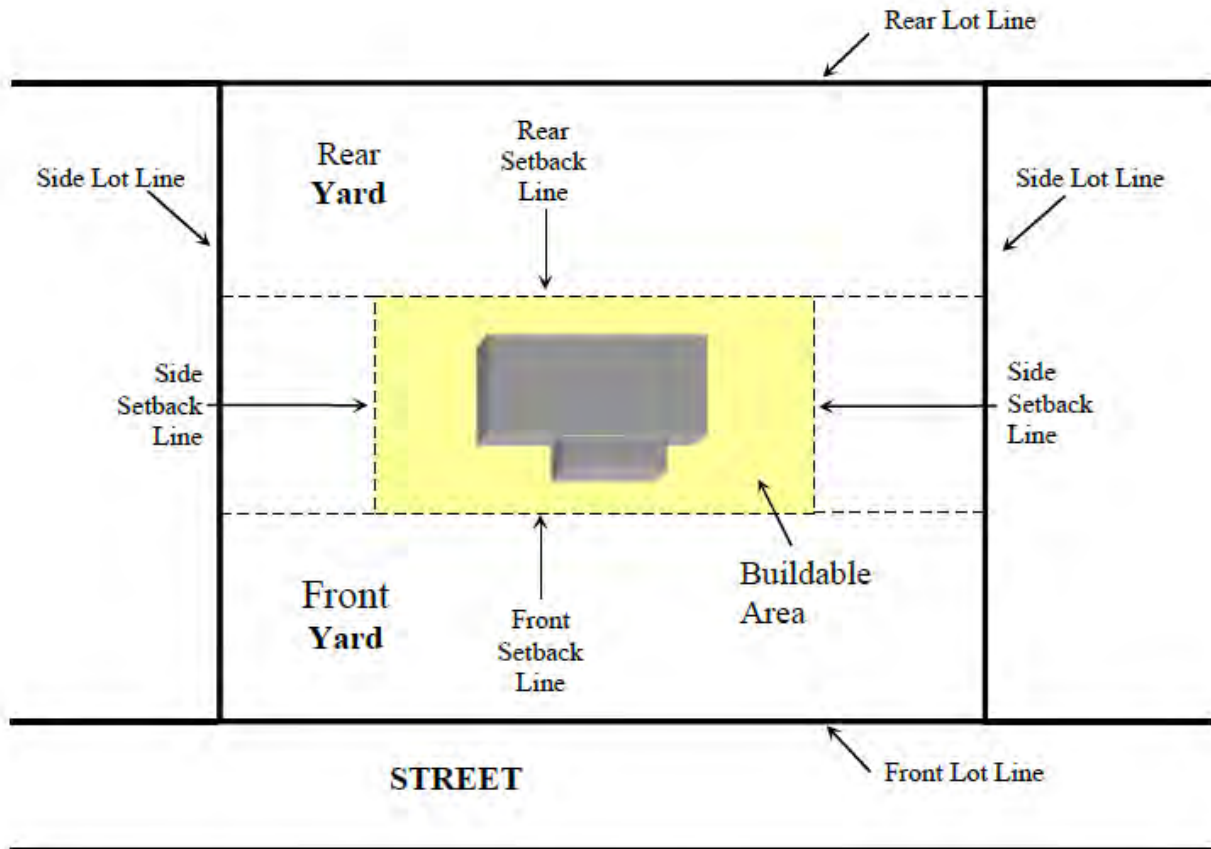 Rear Lot Line
Rear
Yard
Rear
Setback
Line
Side Lot Line
Side Lot Line
Side
Setback
Line
Side
Setback
Line
Buildable
Area
Front
Yard
Front
Setback
Line
STREET
Front Lot Line